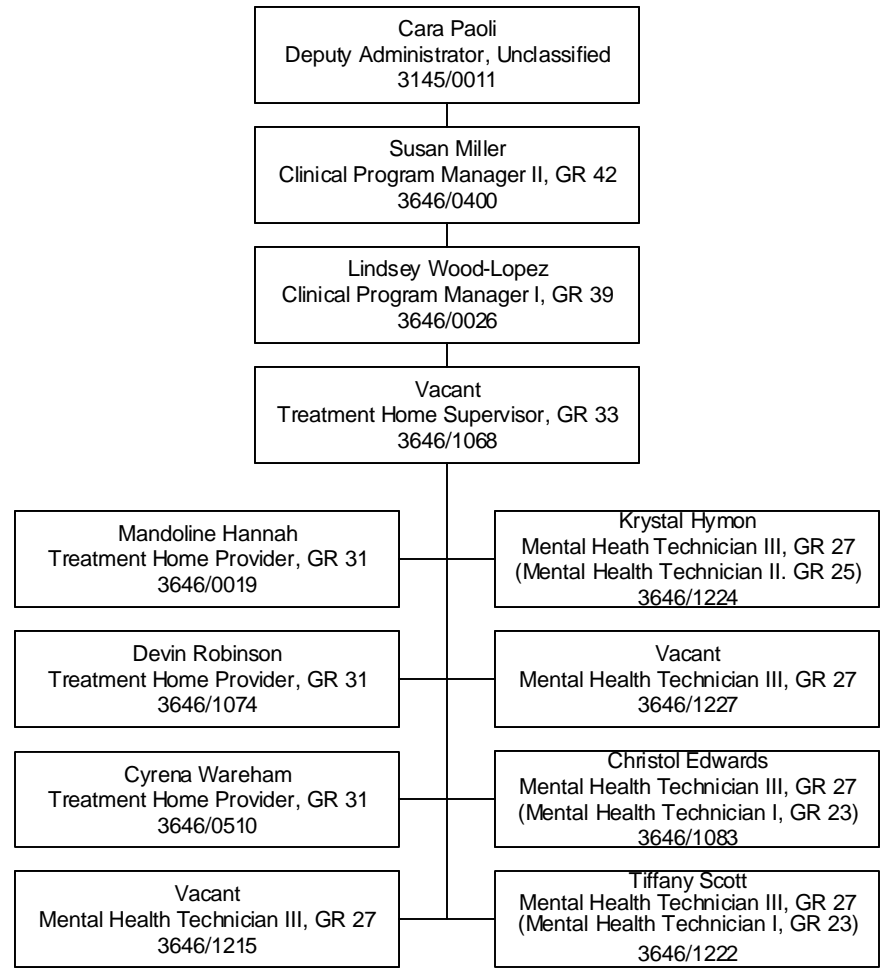 Cara Paoli
Deputy Administrator, Unclassified
3145/0011
Susan Miller
Clinical Program Manager II, GR 42
3646/0400
Lindsey Wood-Lopez
Clinical Program Manager I, GR 39
3646/0026
Vacant
Treatment Home Supervisor, GR 33
3646/1068
Mandoline Hannah
Treatment Home Provider, GR 31
3646/0019
Krystal Hymon
Mental Heath Technician III, GR 27
(Mental Health Technician II. GR 25)
3646/1224
Devin Robinson
Treatment Home Provider, GR 31
3646/1074
Vacant
Mental Health Technician III, GR 27
3646/1227
Cyrena Wareham
Treatment Home Provider, GR 31
3646/0510
Christol Edwards
Mental Health Technician III, GR 27
(Mental Health Technician I, GR 23)
3646/1083
Vacant
Mental Health Technician III, GR 27
3646/1215
Tiffany Scott
Mental Health Technician III, GR 27
(Mental Health Technician I, GR 23)
3646/1222